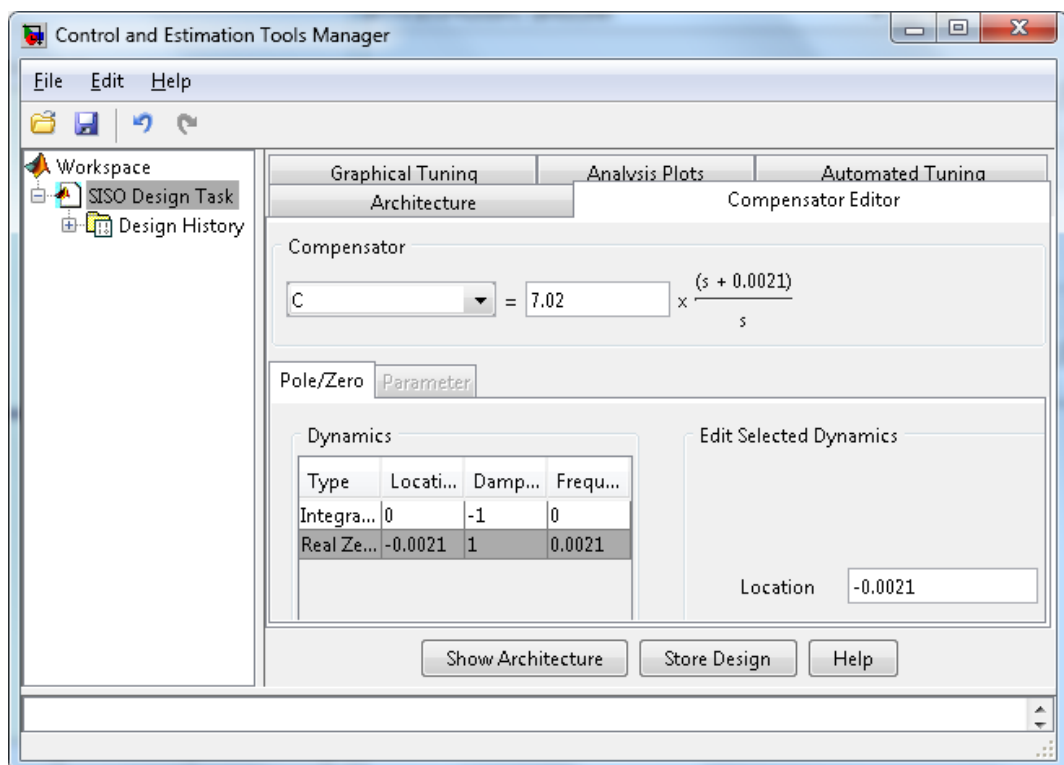 Control and Estimation Tools Manager
File Edit Help
Workspace
SISO Design Task
Design History
Graphical Tuning Analysis Plots Automated Tuning
Architecture Compensator Editor
Compensator
C = 7.02 x (s + 0.0021)
s
Pole/Zero Parameter
Dynamics
Type Locati... Damp... Frequ...
Integra... 0 -1 0
Real Ze... -0.0021 1 0.0021
Edit Selected Dynamics
Location -0.0021
Show Architecture Store Design Help